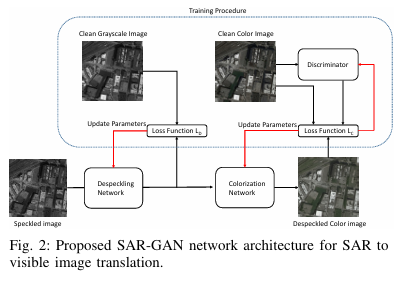 Training Procedure
Clean Grayscale Image
Clean Color Image
Discriminator
Update Parameters
Loss Function L_D
Update Parameters
Loss Function L_C
Despeckling
Network
Colorization
Network
Speckled image
Despeckled Color image
Fig. 2: Proposed SAR-GAN network architecture for SAR to
visible image translation.